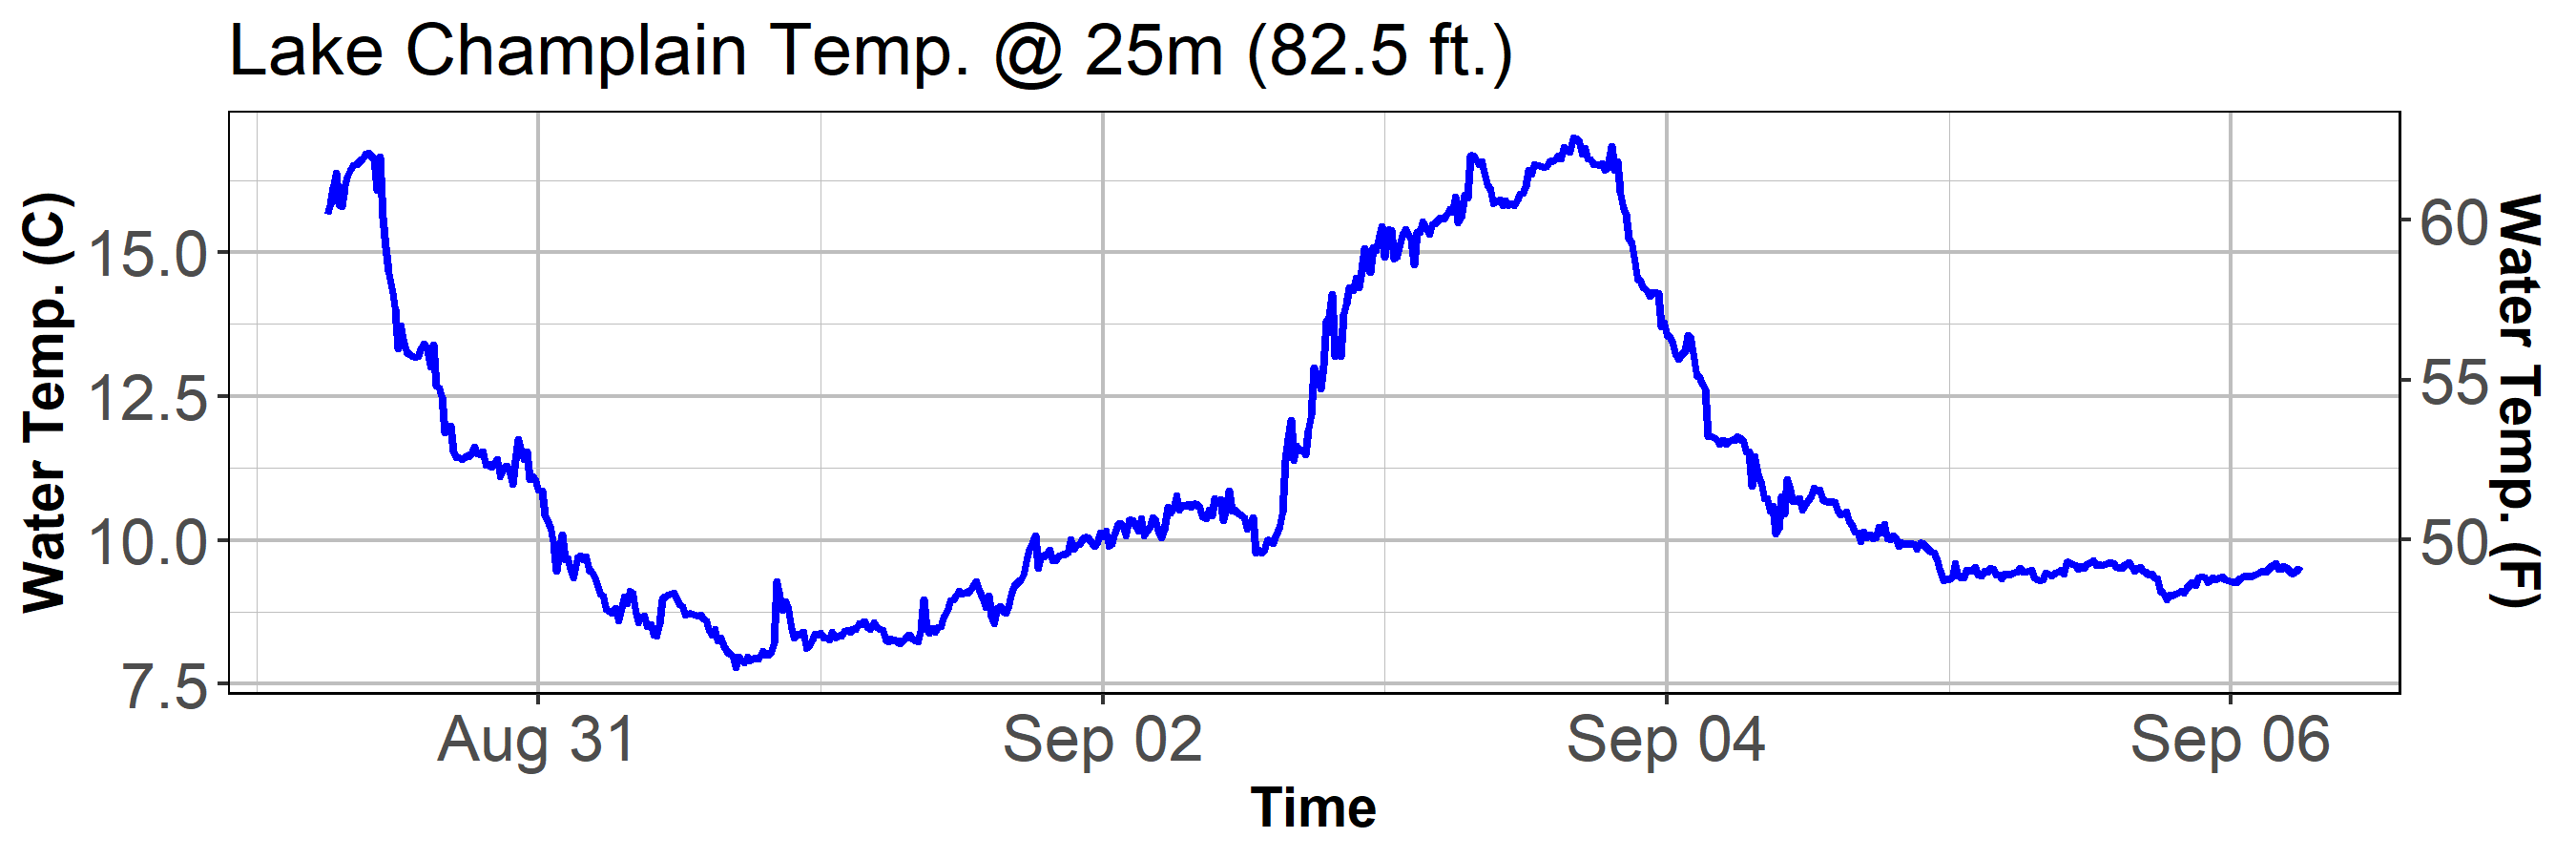 Lake Champlain Temp. @ 25m (82.5 ft.)
Water Temp. (C)
15.0
12.5
10.0
7.5
60
55
50
Water Temp. (F)
Aug 31
Sep 02
Sep 04
Sep 06
Time